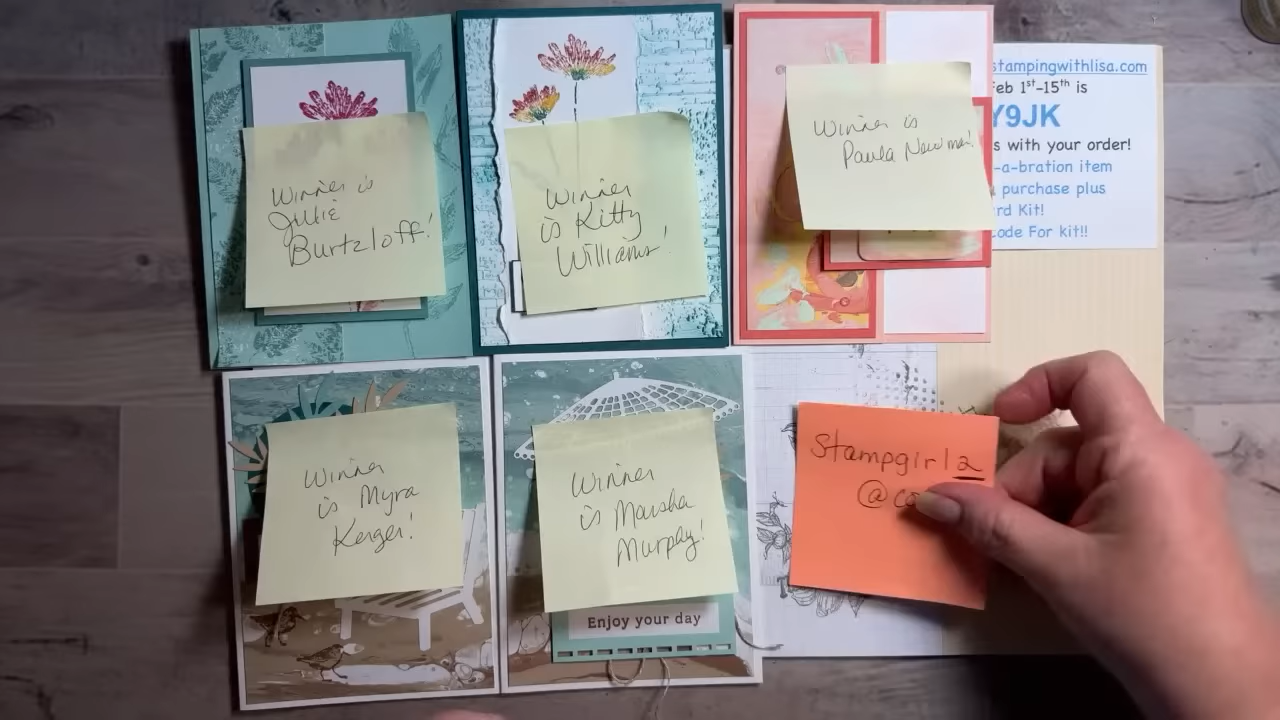 Winner is
Julie
Burtzloff!
Winner
is Kitty
Williams!
Winner is
Paula Newman!
stampingwithlisa.com
Feb 1st-15th is
Y9JK
s with your order!
-a-bration item
purchase plus
ard Kit!
code For kit!!
Winner
is Myra
Kerger!
Winner
is Marsha
Murphy!
Enjoy your day
Stampgirl2
@co